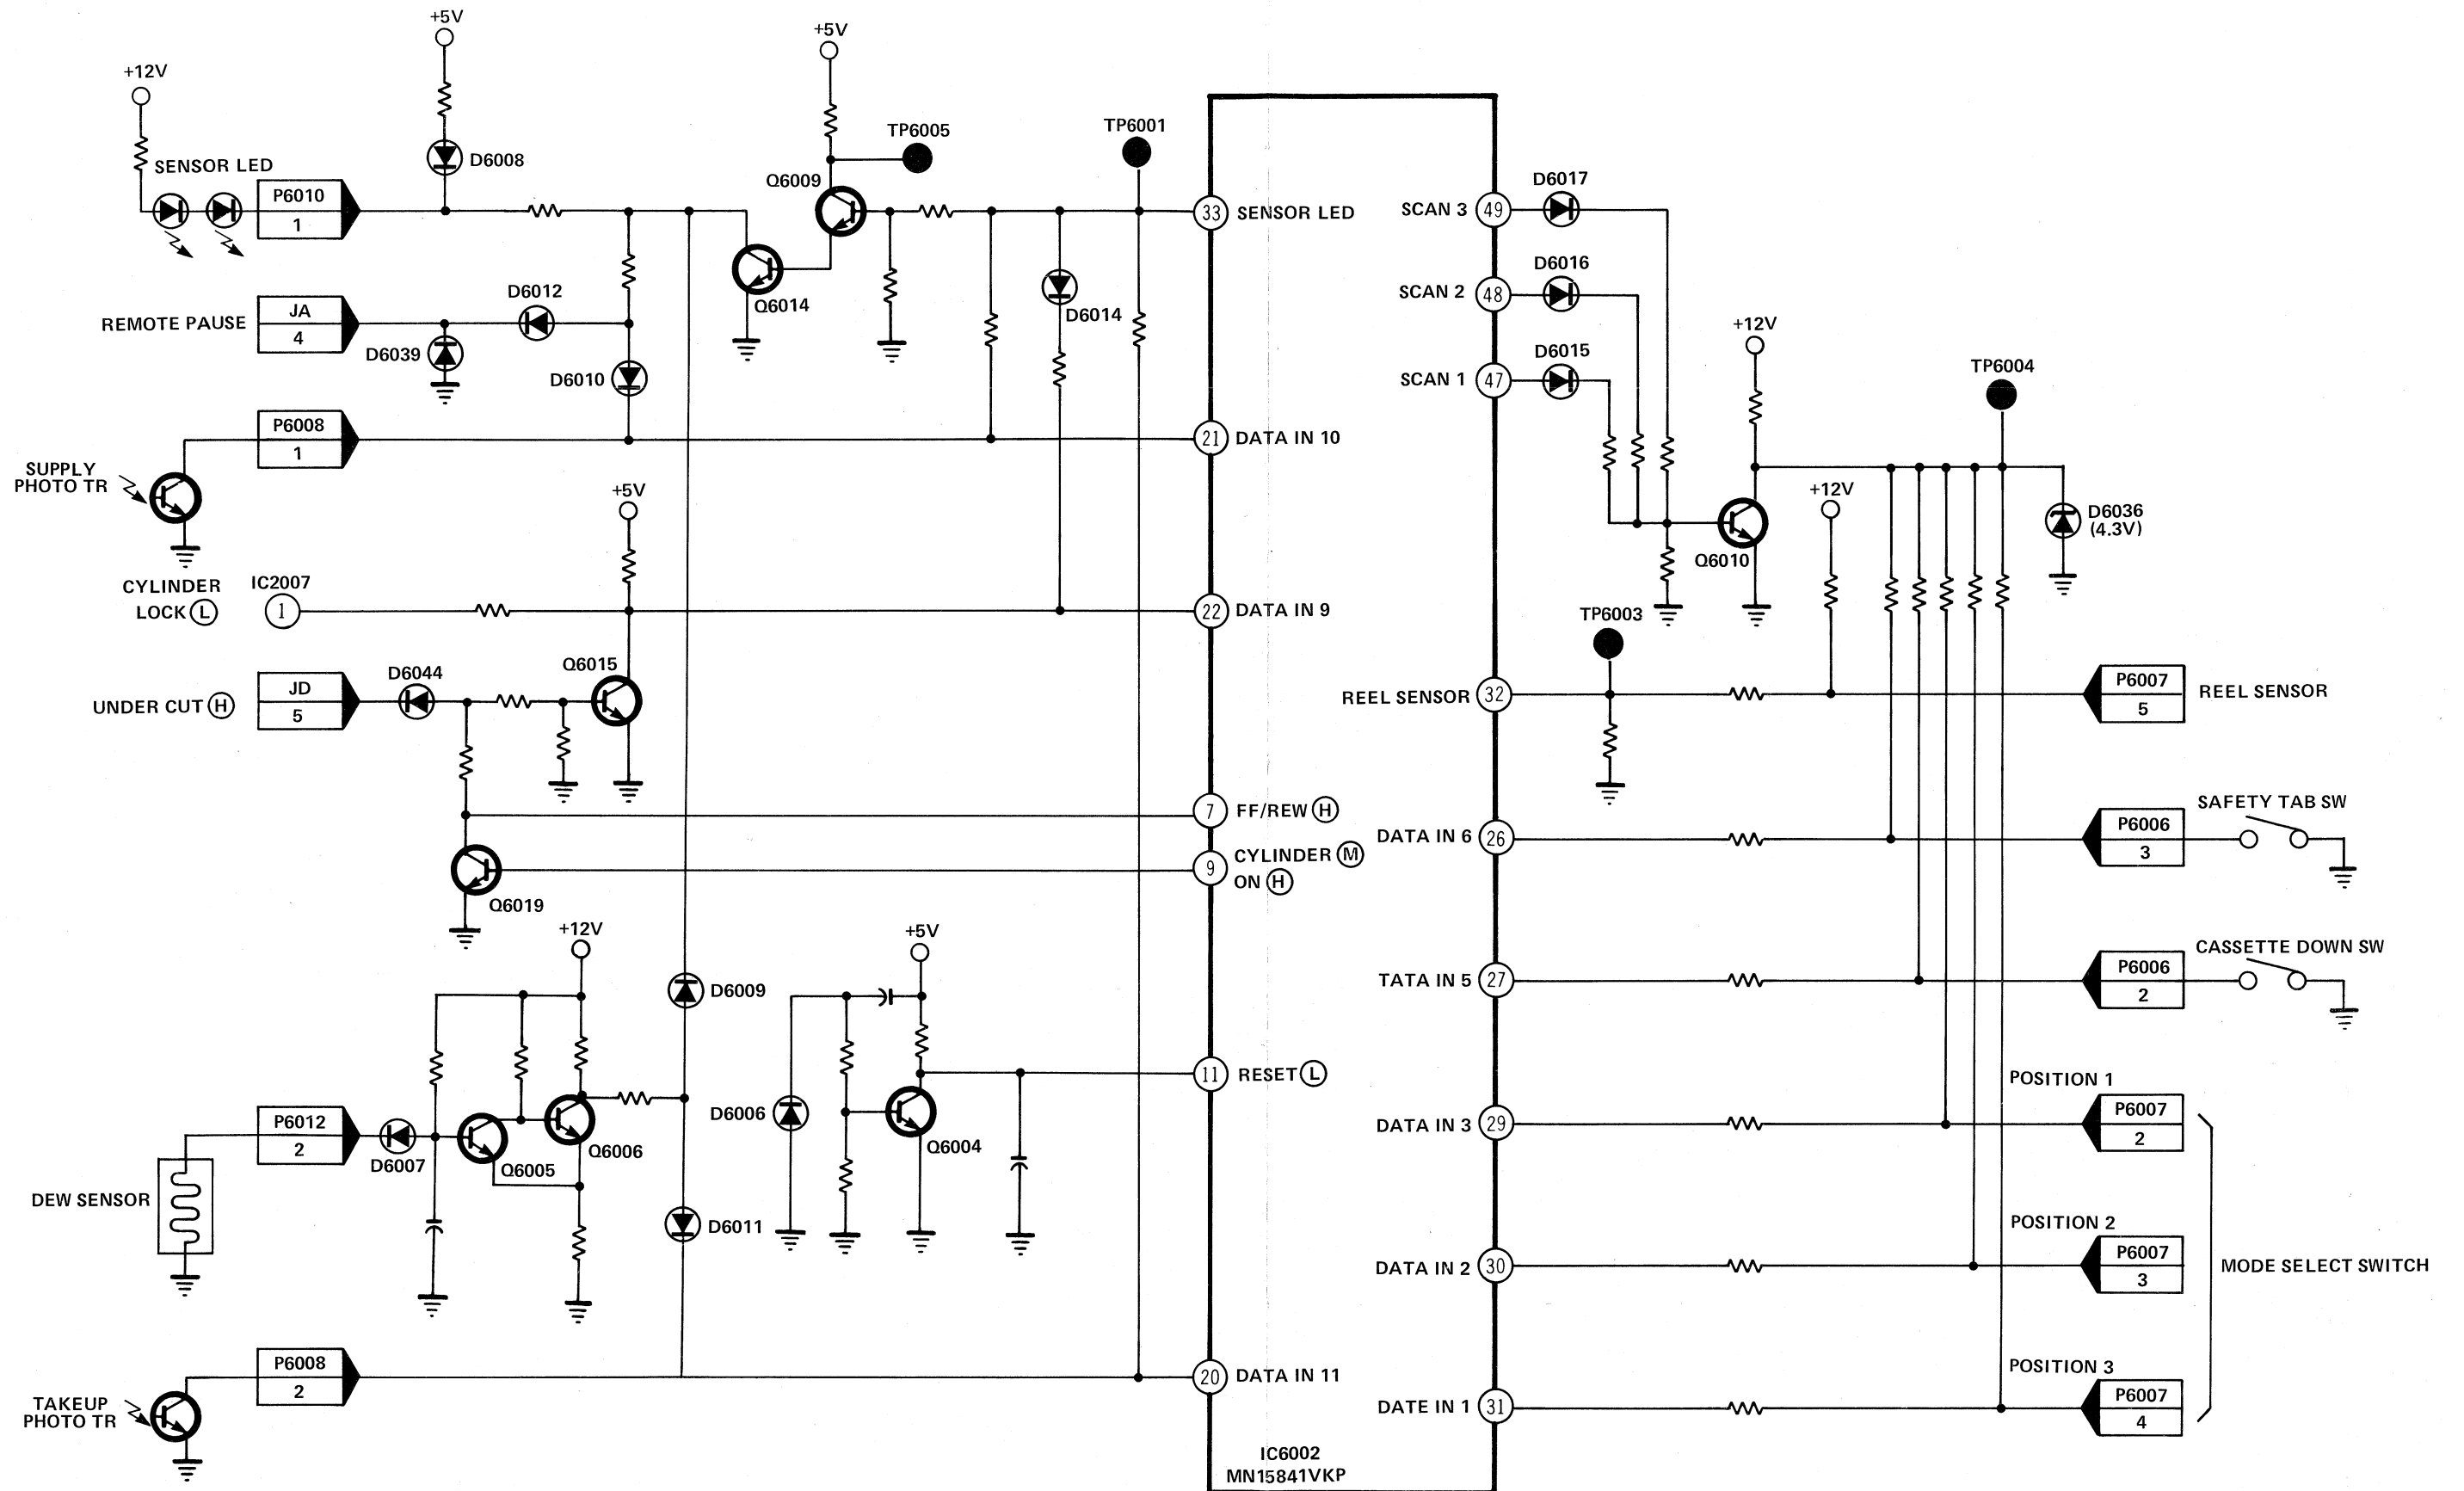 +5V
+12V
SENSOR LED
P6010
1
D6008
+5V
TP6005
Q6009
Q6014
TP6001
33
SENSOR LED
REMOTE PAUSE
JA
4
D6012
D6039
D6010
D6014
SUPPLY
PHOTO TR
P6008
1
21
DATA IN 10
+5V
CYLINDER
LOCK L
IC2007
1
22
DATA IN 9
UNDER CUT H
JD
5
D6044
Q6015
7
FF/REW H
9
CYLINDER M
ON H
Q6019
+12V
+5V
D6009
D6006
Q6004
11
RESET L
DEW SENSOR
P6012
2
D6007
Q6005
Q6006
D6011
TAKEUP
PHOTO TR
P6008
2
20
DATA IN 11
IC6002
MN15841VKP
SCAN 3
49
D6017
SCAN 2
48
D6016
SCAN 1
47
D6015
+12V
TP6004
Q6010
+12V
D6036
(4.3V)
TP6003
REEL SENSOR
32
P6007
5
REEL SENSOR
DATA IN 6
26
P6006
3
SAFETY TAB SW
TATA IN 5
27
P6006
2
CASSETTE DOWN SW
DATA IN 3
29
POSITION 1
P6007
2
DATA IN 2
30
POSITION 2
P6007
3
MODE SELECT SWITCH
DATE IN 1
31
POSITION 3
P6007
4